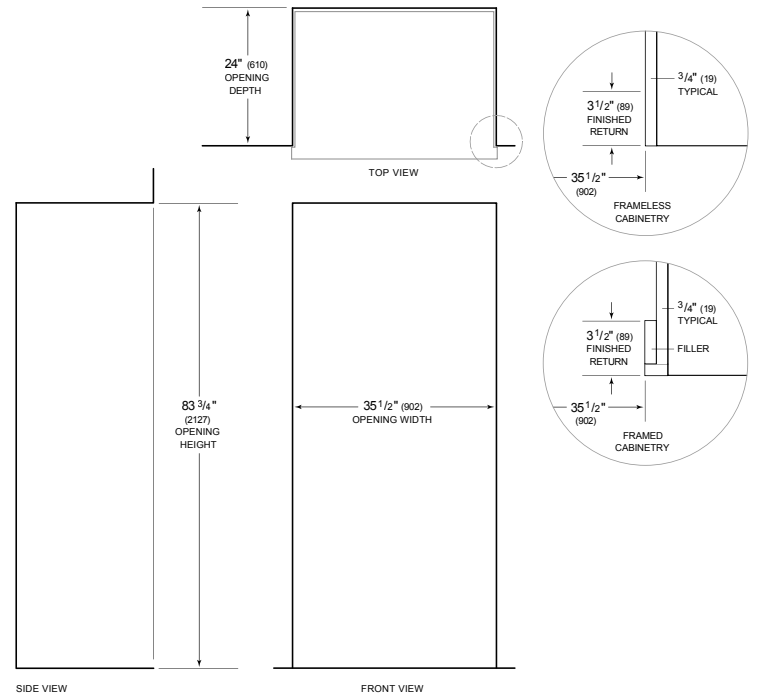 24" (610)
OPENING
DEPTH
TOP VIEW
3/4" (19)
TYPICAL
3 1/2" (89)
FINISHED
RETURN
35 1/2"
(902)
FRAMELESS
CABINETRY
3/4" (19)
TYPICAL
3 1/2" (89)
FINISHED
RETURN
FILLER
35 1/2"
(902)
FRAMED
CABINETRY
83 3/4"
(2127)
OPENING
HEIGHT
35 1/2" (902)
OPENING WIDTH
SIDE VIEW
FRONT VIEW